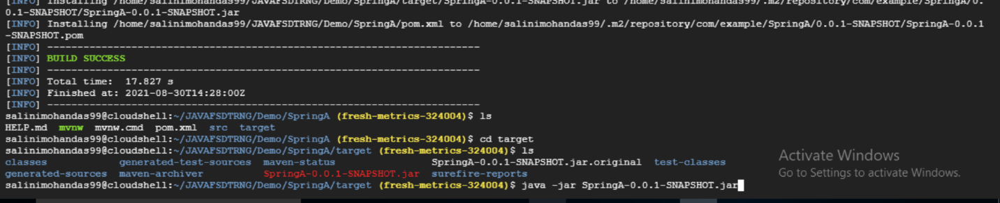 [INFO] Installing /home/salinimohandas99/JAVAFSDTRNG/Demo/SpringA/target/SpringA-0.0.1-SNAPSHOT.jar to /home/salinimohandas99/.m2/repository/com/example/SpringA/0.
0.1-SNAPSHOT/SpringA-0.0.1-SNAPSHOT.jar
[INFO] Installing /home/salinimohandas99/JAVAFSDTRNG/Demo/SpringA/pom.xml to /home/salinimohandas99/.m2/repository/com/example/SpringA/0.0.1-SNAPSHOT/SpringA-0.0.1
-SNAPSHOT.pom
[INFO] ------------------------------------------------------------------------
[INFO] BUILD SUCCESS
[INFO] ------------------------------------------------------------------------
[INFO] Total time:  17.827 s
[INFO] Finished at: 2021-08-30T14:28:00Z
[INFO] ------------------------------------------------------------------------
salinimohandas99@cloudshell:~/JAVAFSDTRNG/Demo/SpringA (fresh-metrics-324004)$ ls
HELP.md  mvnw  mvnw.cmd  pom.xml  src  target
salinimohandas99@cloudshell:~/JAVAFSDTRNG/Demo/SpringA (fresh-metrics-324004)$ cd target
salinimohandas99@cloudshell:~/JAVAFSDTRNG/Demo/SpringA/target (fresh-metrics-324004)$ ls
classes            generated-test-sources  maven-status               SpringA-0.0.1-SNAPSHOT.jar.original  test-classes
generated-sources  maven-archiver          SpringA-0.0.1-SNAPSHOT.jar  surefire-reports
salinimohandas99@cloudshell:~/JAVAFSDTRNG/Demo/SpringA/target (fresh-metrics-324004)$ java -jar SpringA-0.0.1-SNAPSHOT.jar
Activate Windows
Go to Settings to activate Windows.